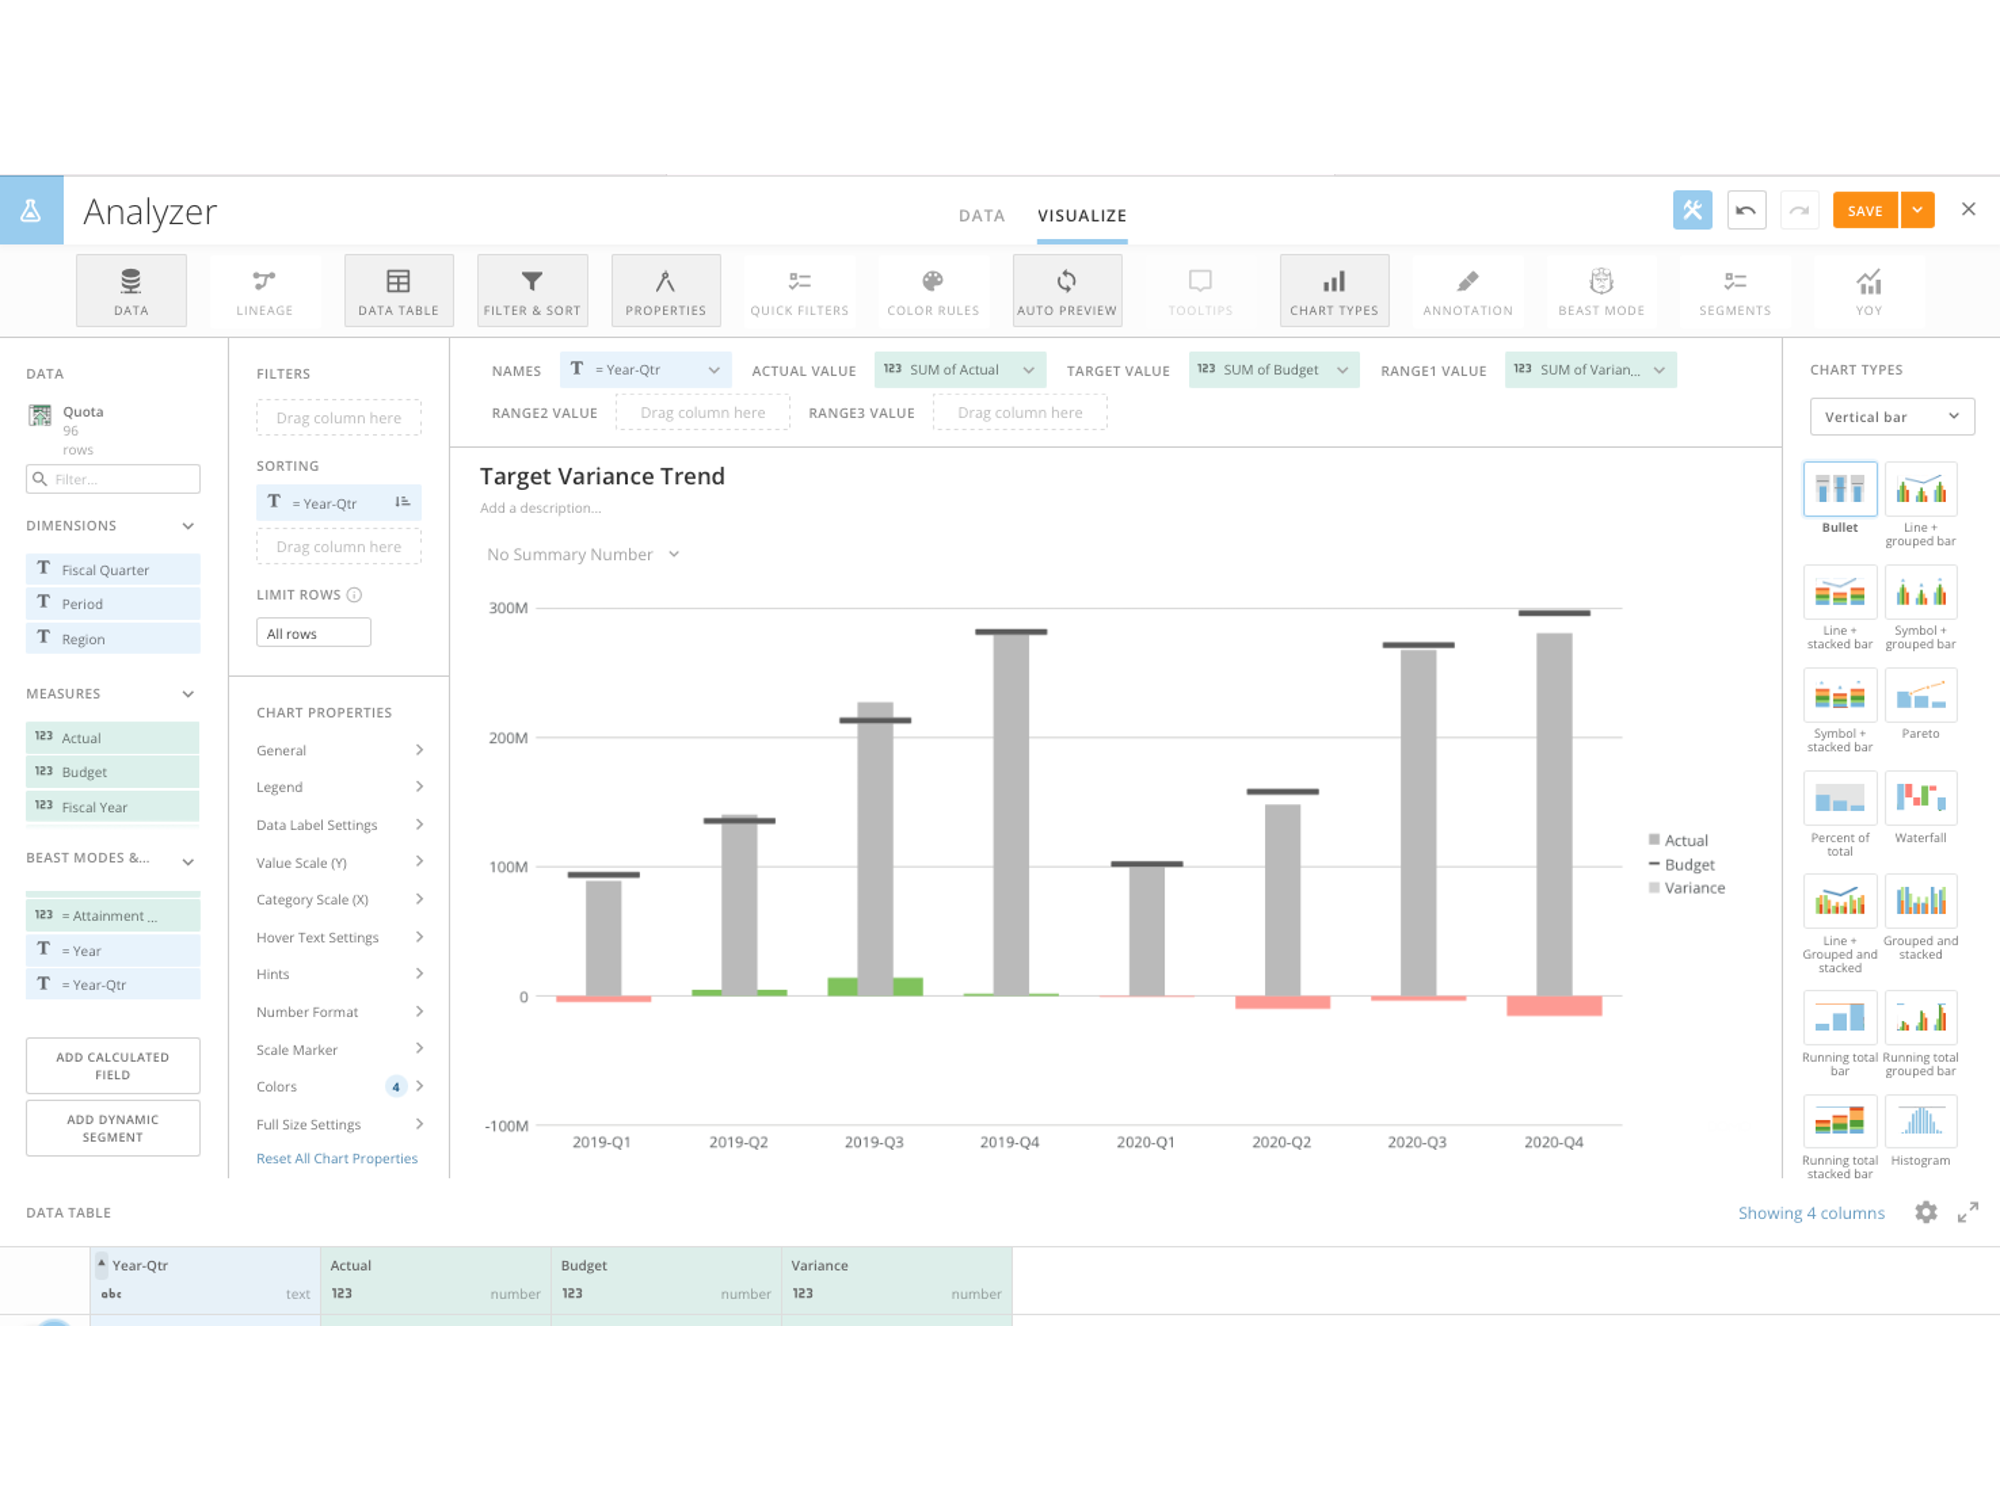 Analyzer
DATA
VISUALIZE
SAVE
DATA
LINEAGE
DATA TABLE
FILTER & SORT
PROPERTIES
QUICK FILTERS
COLOR RULES
AUTO PREVIEW
TOOLTIPS
CHART TYPES
ANNOTATION
BEAST MODE
SEGMENTS
YOY
DATA
Quota
96
rows
Filter...
DIMENSIONS
T Fiscal Quarter
T Period
T Region
MEASURES
123 Actual
123 Budget
123 Fiscal Year
BEAST MODES &...
123 = Attainment ...
T = Year
T = Year-Qtr
ADD CALCULATED
FIELD
ADD DYNAMIC
SEGMENT
FILTERS
Drag column here
SORTING
T = Year-Qtr
Drag column here
LIMIT ROWS
All rows
CHART PROPERTIES
General
Legend
Data Label Settings
Value Scale (Y)
Category Scale (X)
Hover Text Settings
Hints
Number Format
Scale Marker
Colors 4
Full Size Settings
Reset All Chart Properties
NAMES T = Year-Qtr ACTUAL VALUE 123 SUM of Actual TARGET VALUE 123 SUM of Budget RANGE1 VALUE 123 SUM of Varian...
RANGE2 VALUE Drag column here RANGE3 VALUE Drag column here
Target Variance Trend
Add a description...
No Summary Number
300M
200M
100M
0
-100M
2019-Q1 2019-Q2 2019-Q3 2019-Q4 2020-Q1 2020-Q2 2020-Q3 2020-Q4
Actual
Budget
Variance
CHART TYPES
Vertical bar
Bullet
Line +
grouped bar
Line +
stacked bar
Symbol +
grouped bar
Symbol +
stacked bar
Pareto
Percent of
total
Waterfall
Line +
Grouped and
stacked
Grouped and
stacked
Running total
bar
Running total
grouped bar
Running total
stacked bar
Histogram
DATA TABLE
Showing 4 columns
Year-Qtr
abc text
Actual
123 number
Budget
123 number
Variance
123 number